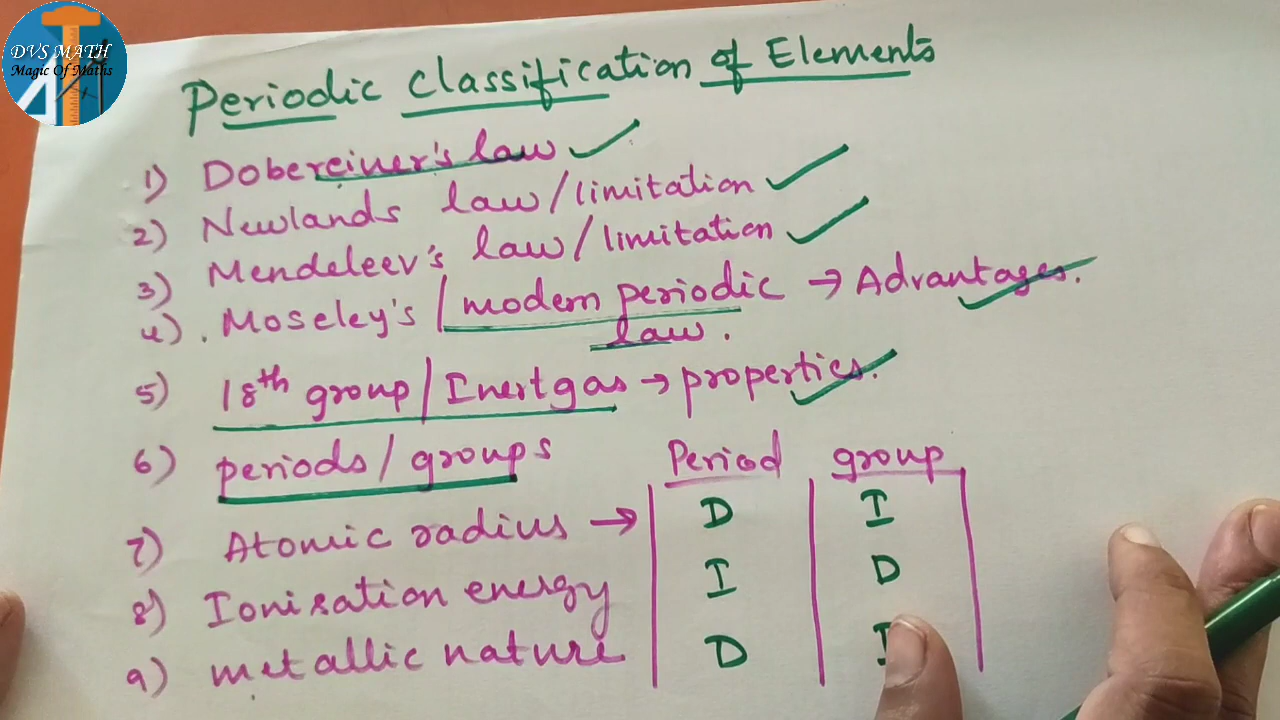 DVS MATH
Magic Of Maths
Periodic Classification of Elements
1) Dobereiner's law ✓
2) Newlands law/limitation ✓
3) Mendeleev's law/limitation ✓
4). Moseley's / modern periodic → Advantages. ✓
law.
5) 18th group/Inert gas → properties. ✓
6) periods/groups
Period group
7) Atomic radius → D I
8) Ionisation energy I D
9) metallic nature D I